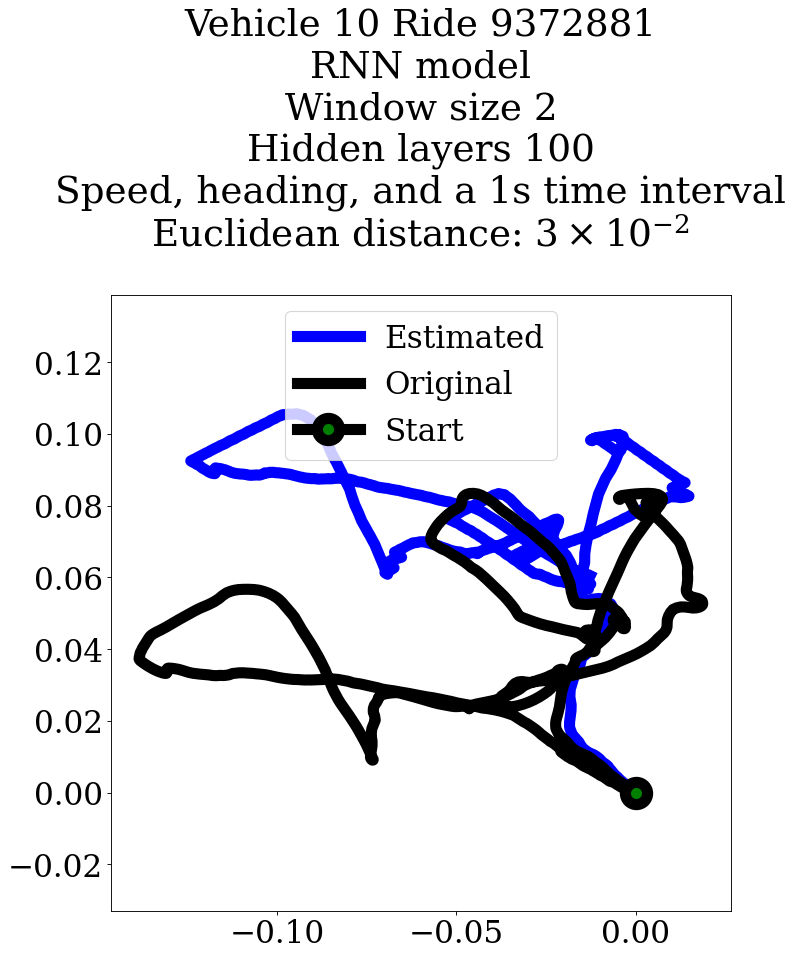 Vehicle 10 Ride 9372881
RNN model
Window size 2
Hidden layers 100
Speed, heading, and a 1s time interval
Euclidean distance: 3 × 10⁻²
Estimated
Original
Start
0.12
0.10
0.08
0.06
0.04
0.02
0.00
−0.02
−0.10
−0.05
0.00